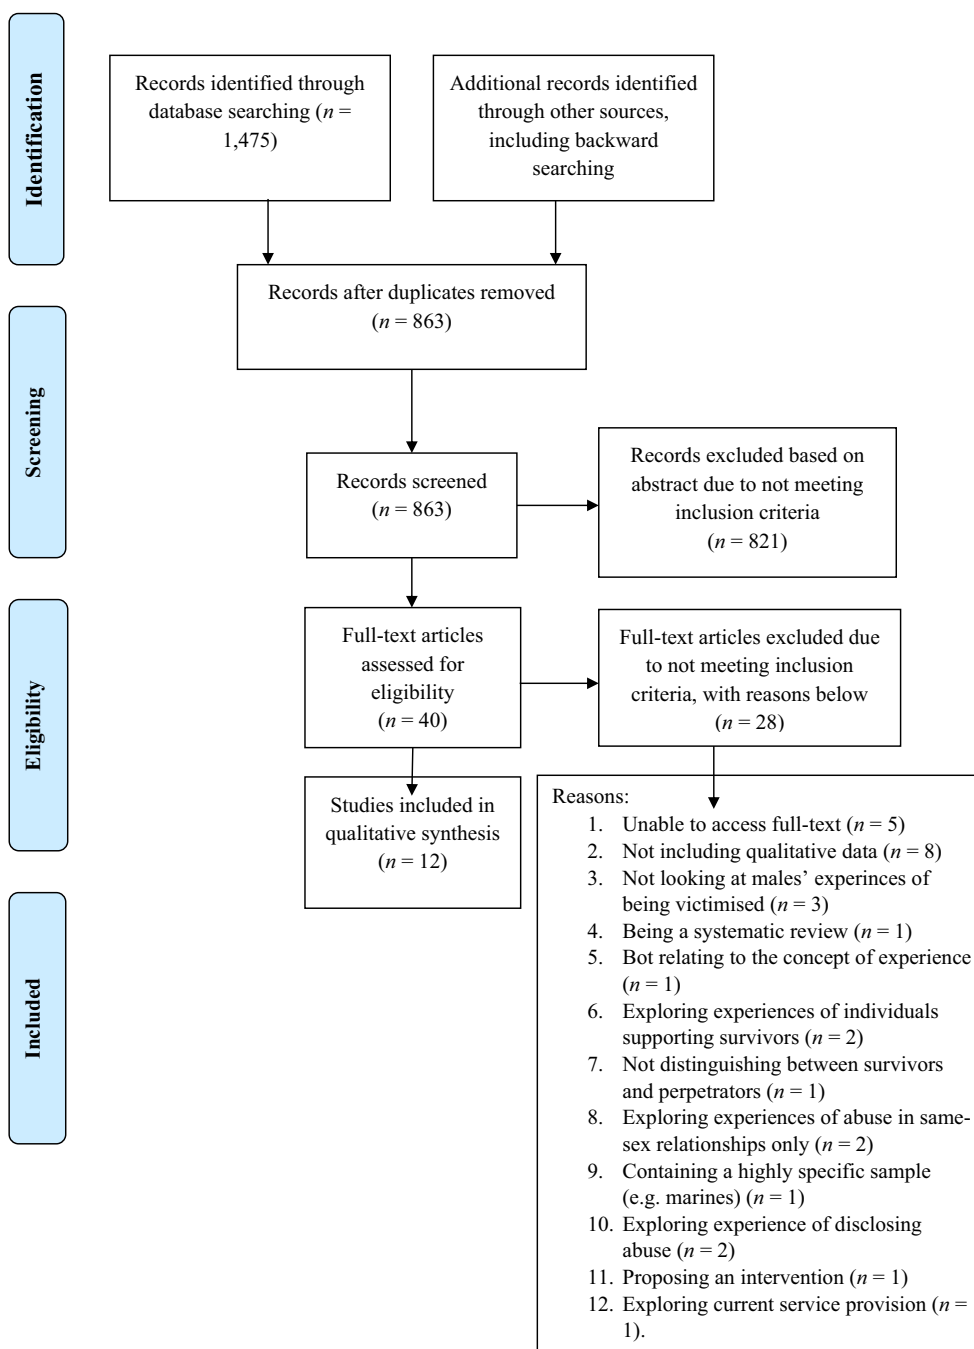 Identification
Records identified through
database searching (n =
1,475)
Additional records identified
through other sources,
including backward
searching
Records after duplicates removed
(n = 863)
Screening
Records screened
(n = 863)
Records excluded based on
abstract due to not meeting
inclusion criteria
(n = 821)
Eligibility
Full-text articles
assessed for
eligibility
(n = 40)
Full-text articles excluded due
to not meeting inclusion
criteria, with reasons below
(n = 28)
Studies included in
qualitative synthesis
(n = 12)
Reasons:
1. Unable to access full-text (n = 5)
2. Not including qualitative data (n = 8)
3. Not looking at males’ experinces of
being victimised (n = 3)
4. Being a systematic review (n = 1)
5. Bot relating to the concept of experience
(n = 1)
6. Exploring experiences of individuals
supporting survivors (n = 2)
7. Not distinguishing between survivors
and perpetrators (n = 1)
8. Exploring experiences of abuse in same-
sex relationships only (n = 2)
9. Containing a highly specific sample
(e.g. marines) (n = 1)
10. Exploring experience of disclosing
abuse (n = 2)
11. Proposing an intervention (n = 1)
12. Exploring current service provision (n =
1).
Included